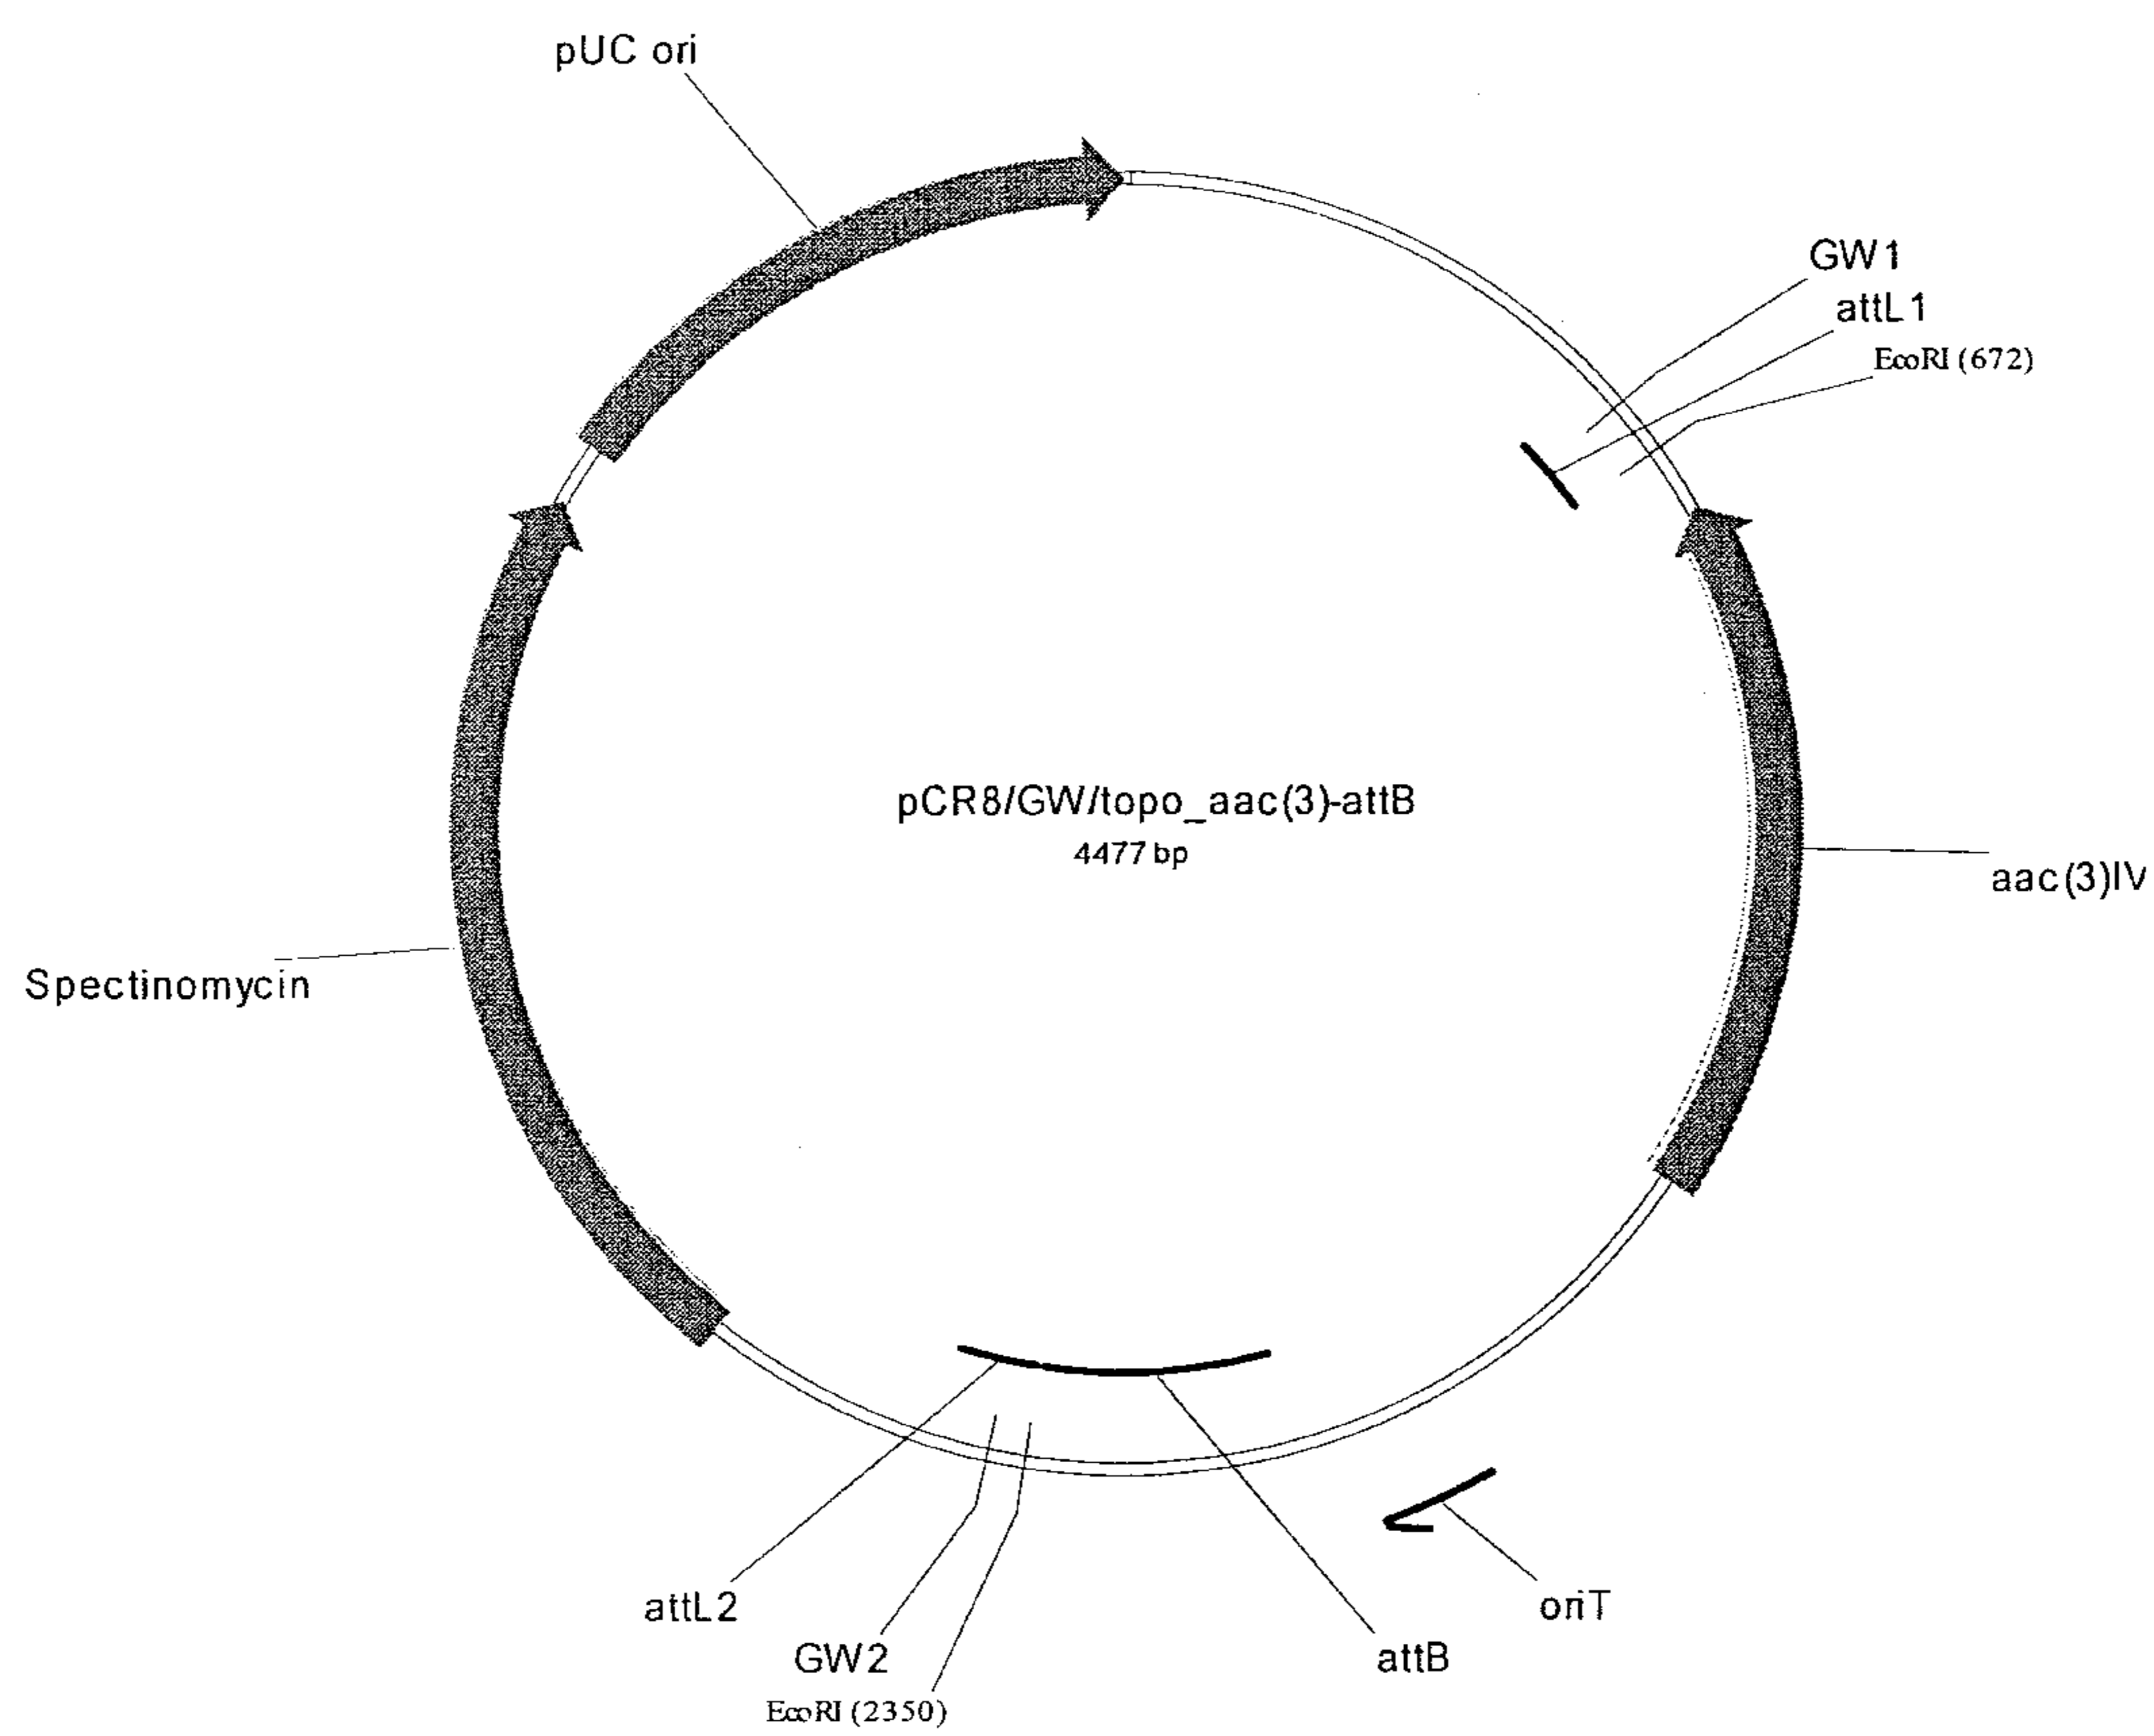 pUC ori
GW1
attL1
EcoRI (672)
pCR8/GW/topo_aac(3)-attB
4477 bp
aac(3)IV
Spectinomycin
attL2
oriT
GW2
attB
EcoRI (2350)